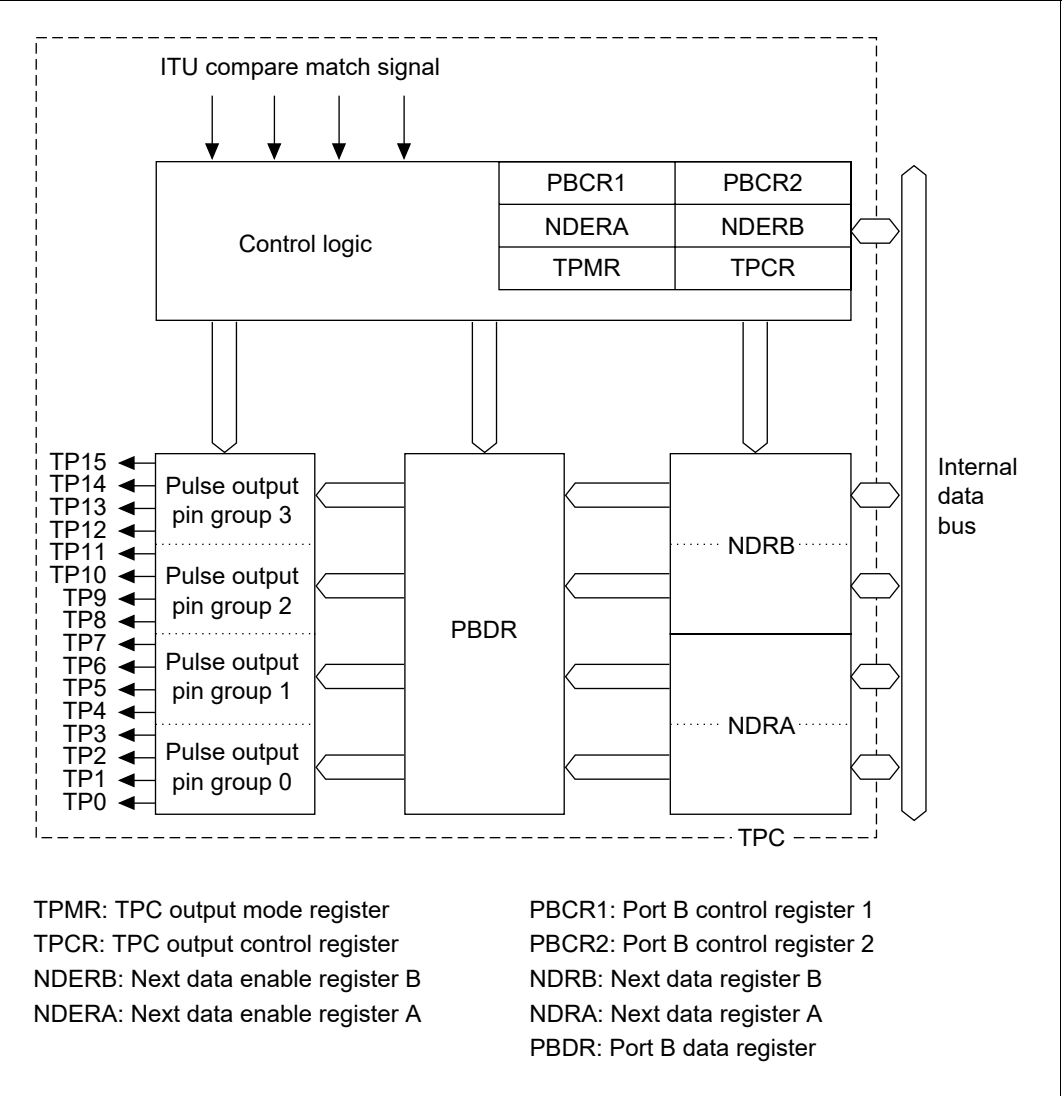 ITU compare match signal
PBCR1 PBCR2
Control logic
NDERA NDERB
TPMR TPCR
TP15
TP14
TP13
TP12
TP11
TP10
TP9
TP8
TP7
TP6
TP5
TP4
TP3
TP2
TP1
TP0
Pulse output
pin group 3
Pulse output
pin group 2
Pulse output
pin group 1
Pulse output
pin group 0
PBDR
NDRB
NDRA
Internal
data
bus
TPC
TPMR: TPC output mode register
TPCR: TPC output control register
NDERB: Next data enable register B
NDERA: Next data enable register A
PBCR1: Port B control register 1
PBCR2: Port B control register 2
NDRB: Next data register B
NDRA: Next data register A
PBDR: Port B data register